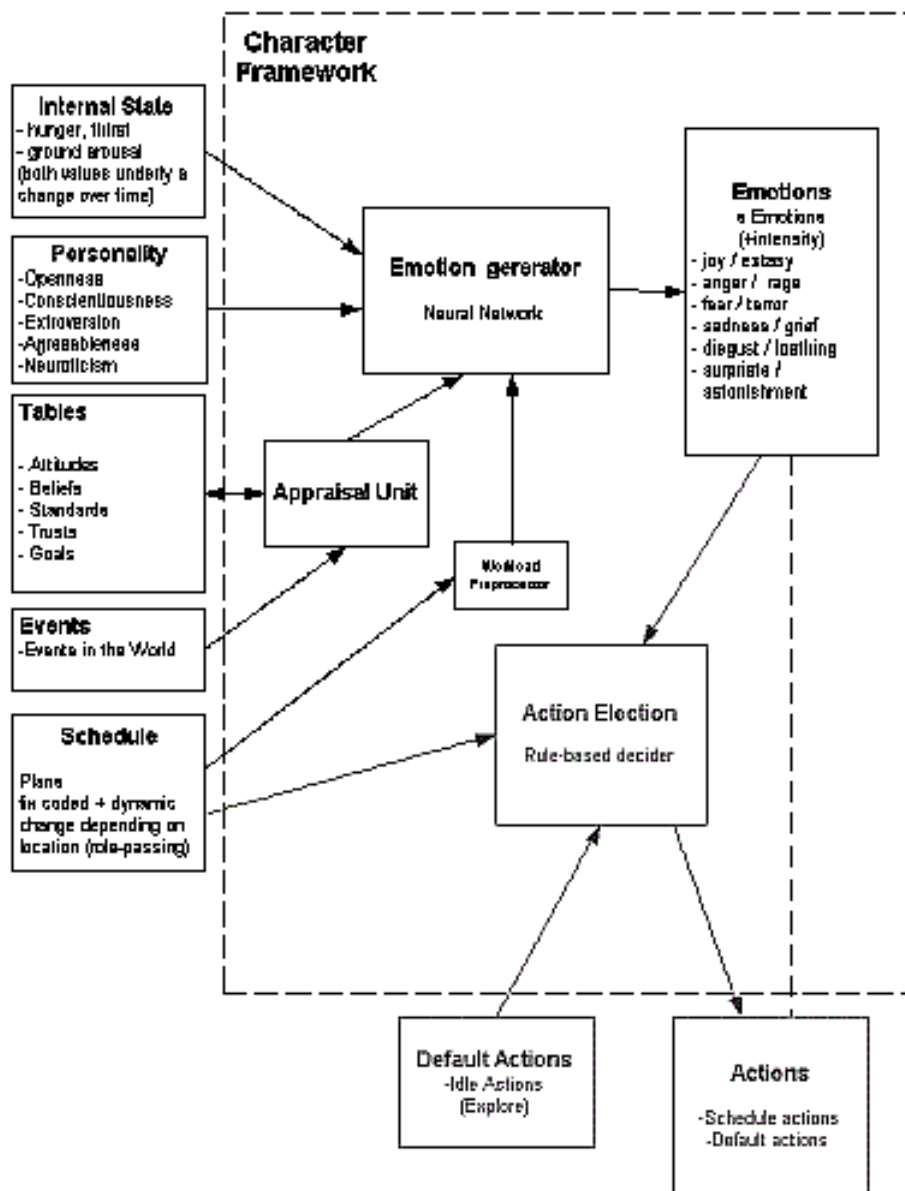 Character
Framework
Internal State
- hunger, thirst
- ground arousal
(both values underly a
change over time)
Personality
-Openness
-Conscientiousness
-Extroversion
-Agreeableness
-Neuroticism
Tables
- Attitudes
- Beliefs
- Standards
- Trusts
- Goals
Events
-Events in the World
Schedule
Plans
fix coded + dynamic
change depending on
location (role-passing)
Emotion gererator
Neural Network
Appraisal Unit
Workload
Preprocessor
Emotions
Emotions
(+intensity)
- joy / extasy
- anger / rage
- fear / terror
- sadness / grief
- disgust / loathing
- surprise /
astonishment
Action Election
Rule-based decider
Default Actions
-Idle Actions
(Explore)
Actions
-Schedule actions
-Default actions